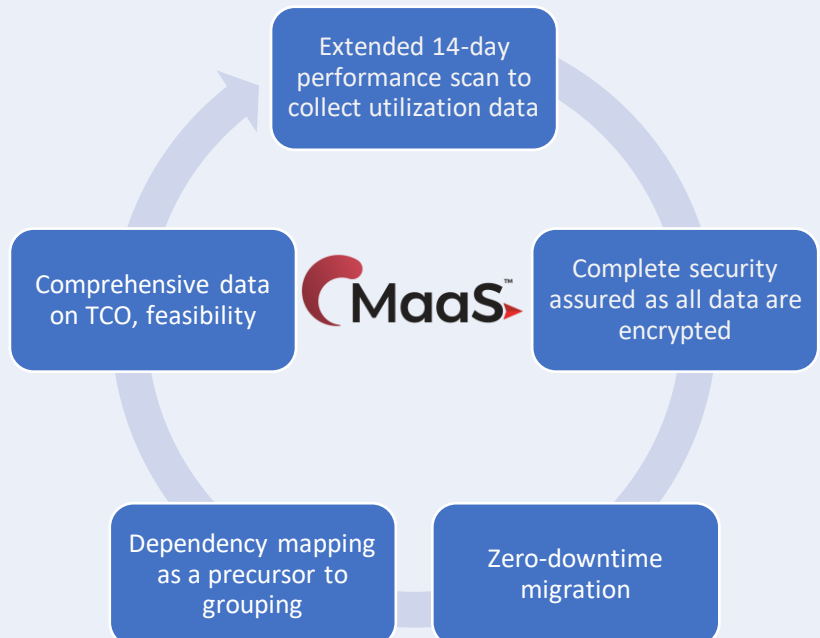 Extended 14-day
performance scan to
collect utilization data
Complete security
assured as all data are
encrypted
Zero-downtime
migration
Dependency mapping
as a precursor to
grouping
Comprehensive data
on TCO, feasibility
MaaS™